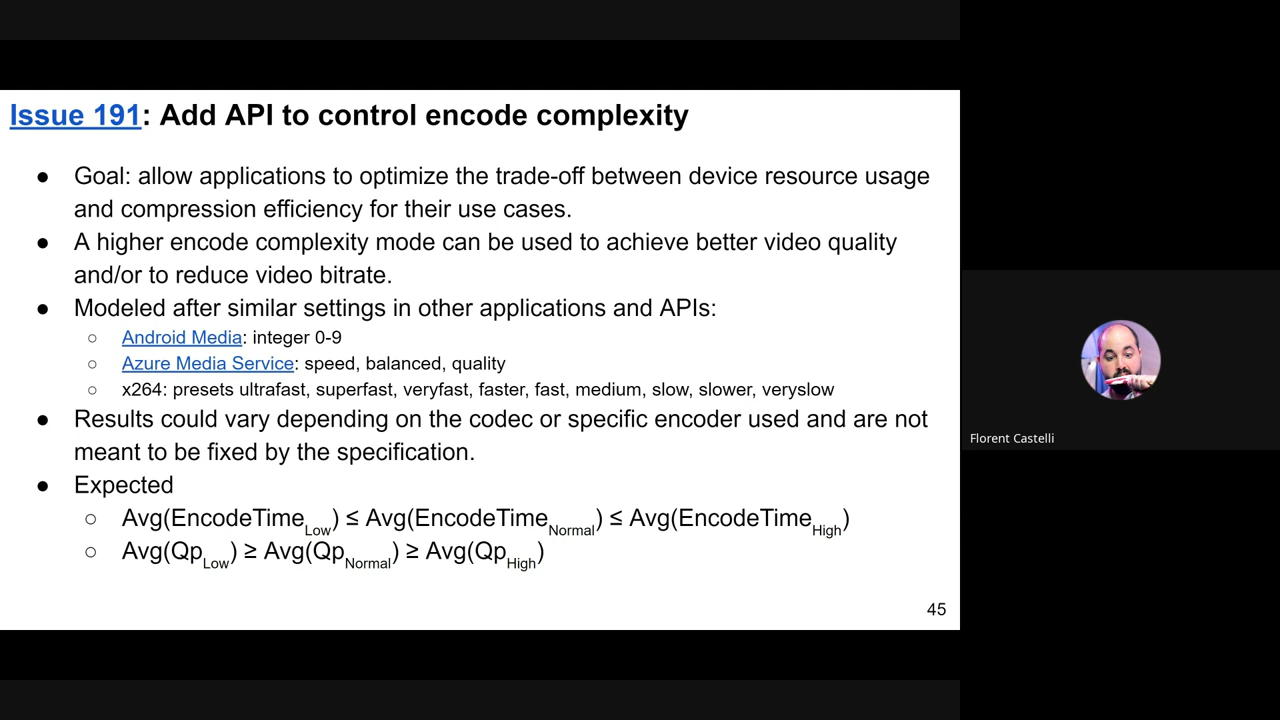 Issue 191: Add API to control encode complexity
● Goal: allow applications to optimize the trade-off between device resource usage
and compression efficiency for their use cases.
● A higher encode complexity mode can be used to achieve better video quality
and/or to reduce video bitrate.
● Modeled after similar settings in other applications and APIs:
○ Android Media: integer 0-9
○ Azure Media Service: speed, balanced, quality
○ x264: presets ultrafast, superfast, veryfast, faster, fast, medium, slow, slower, veryslow
● Results could vary depending on the codec or specific encoder used and are not
meant to be fixed by the specification.
● Expected
○ Avg(EncodeTimeLow) ≤ Avg(EncodeTimeNormal) ≤ Avg(EncodeTimeHigh)
○ Avg(QpLow) ≥ Avg(QpNormal) ≥ Avg(QpHigh)
45
Florent Castelli